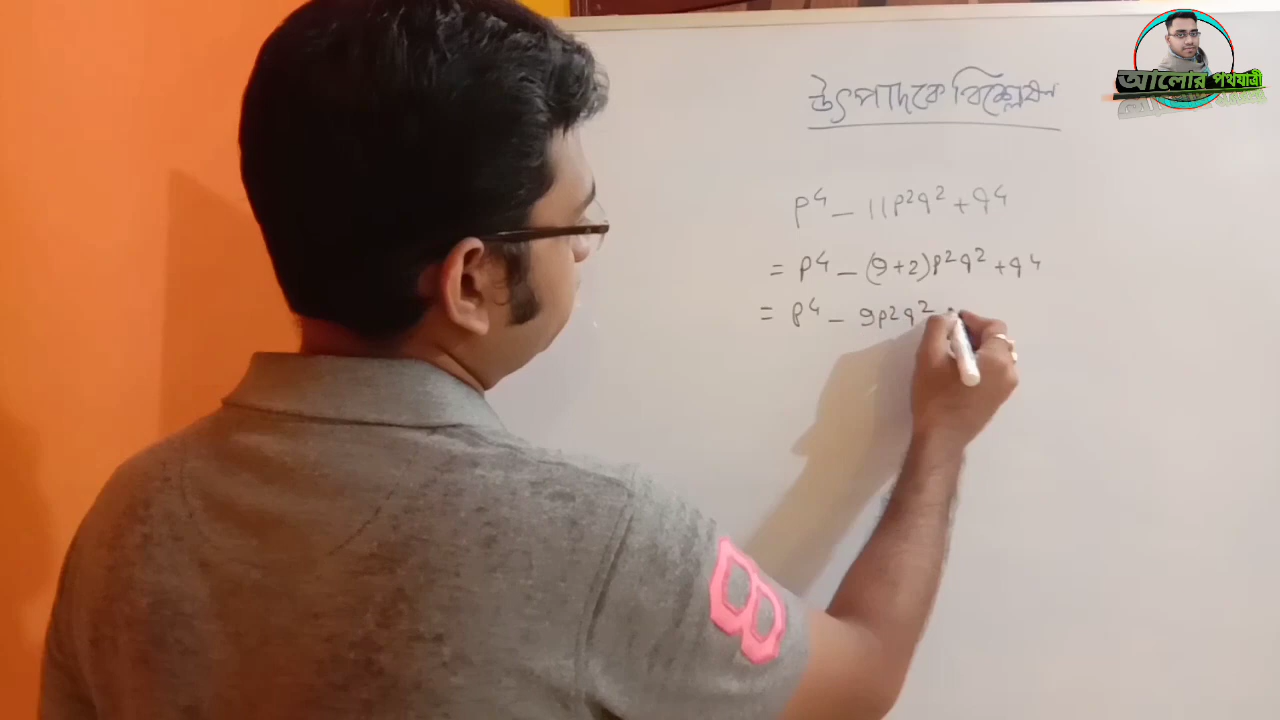 আলোর পথযাত্রী
উৎপাদকে বিশ্লেষণ
p⁴ – 11p²q² + q⁴
= p⁴ – (9+2)p²q² + q⁴
= p⁴ – 9p²q²